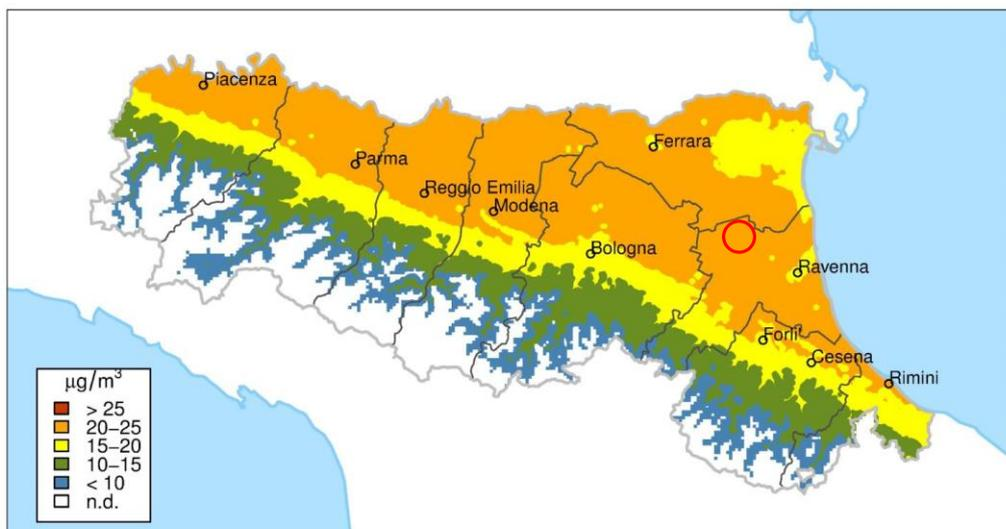 Piacenza
Ferrara
Parma
Reggio Emilia
Modena
Bologna
Ravenna
Forlì
Cesena
Rimini
µg/m³
> 25
20–25
15–20
10–15
< 10
n.d.